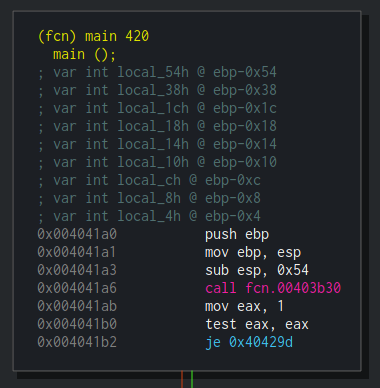 (fcn) main 420
main ();
; var int local_54h @ ebp-0x54
; var int local_38h @ ebp-0x38
; var int local_1ch @ ebp-0x1c
; var int local_18h @ ebp-0x18
; var int local_14h @ ebp-0x14
; var int local_10h @ ebp-0x10
; var int local_ch @ ebp-0xc
; var int local_8h @ ebp-0x8
; var int local_4h @ ebp-0x4
0x004041a0 push ebp
0x004041a1 mov ebp, esp
0x004041a3 sub esp, 0x54
0x004041a6 call fcn.00403b30
0x004041ab mov eax, 1
0x004041b0 test eax, eax
0x004041b2 je 0x40429d